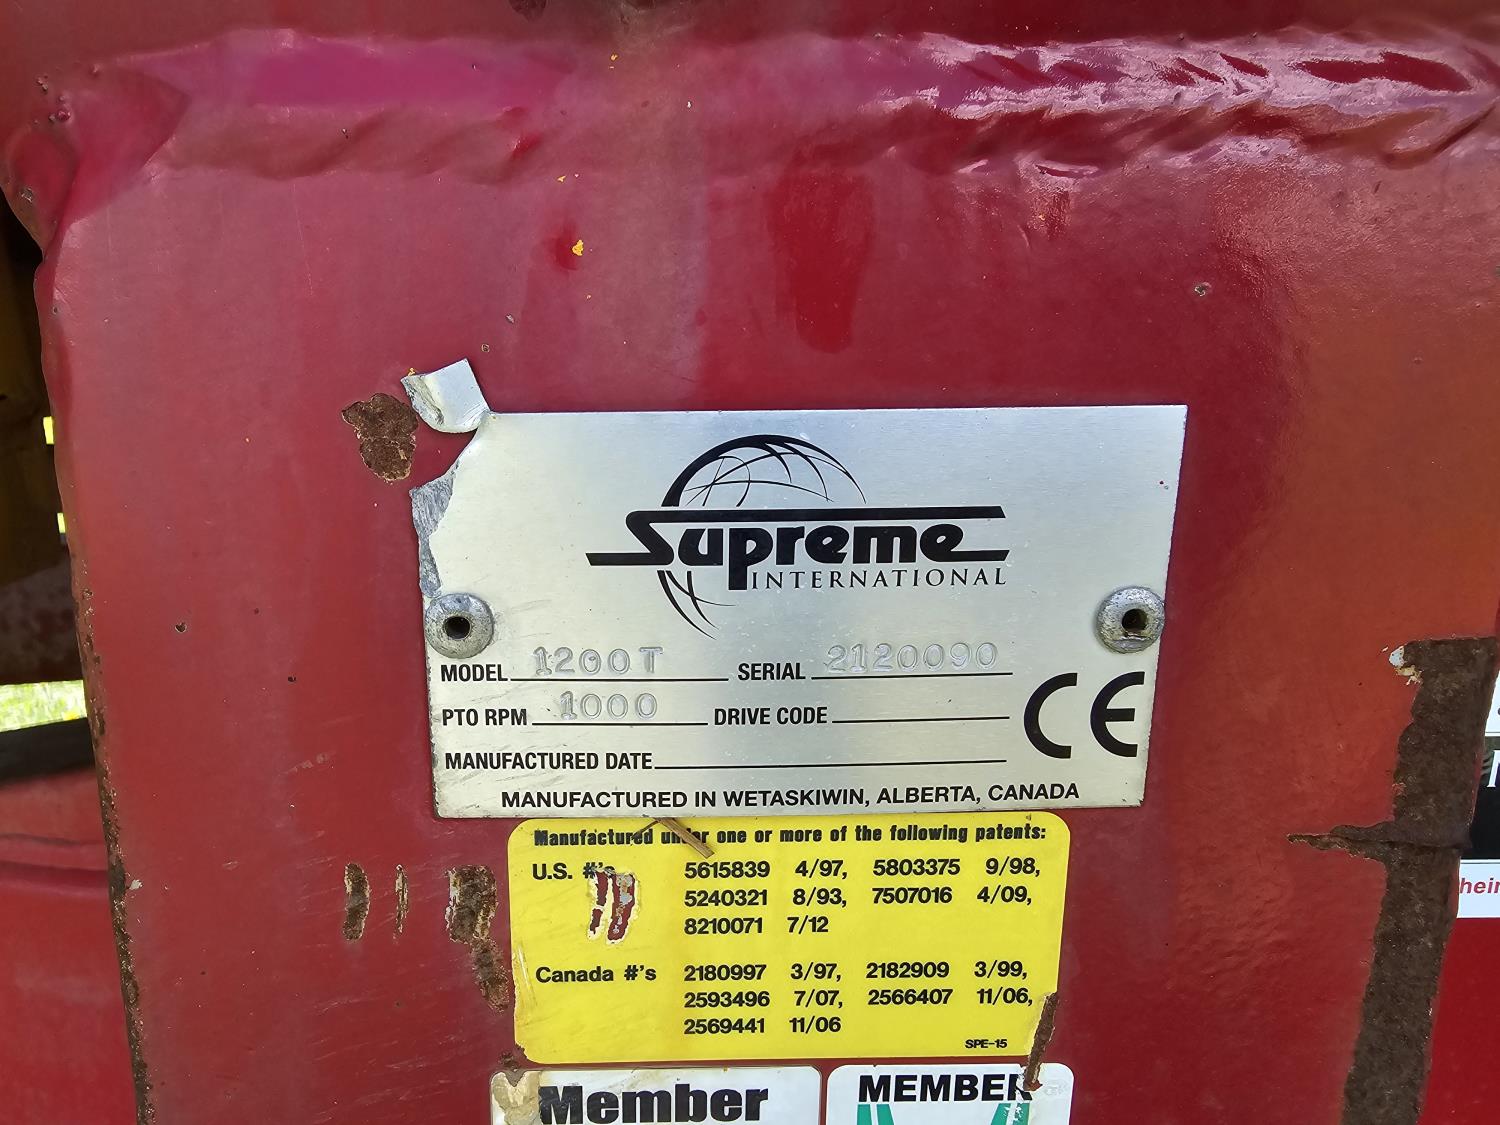 Supreme
INTERNATIONAL
MODEL 1200T SERIAL 2120090
PTO RPM 1000 DRIVE CODE
MANUFACTURED DATE
CE
MANUFACTURED IN WETASKIWIN, ALBERTA, CANADA
Manufactured under one or more of the following patents:
U.S. #'s 5615839 4/97, 5803375 9/98,
5240321 8/93, 7507016 4/09,
8210071 7/12
Canada #'s 2180997 3/97, 2182909 3/99,
2593496 7/07, 2566407 11/06,
2569441 11/06
SPE-15
Member
MEMBER